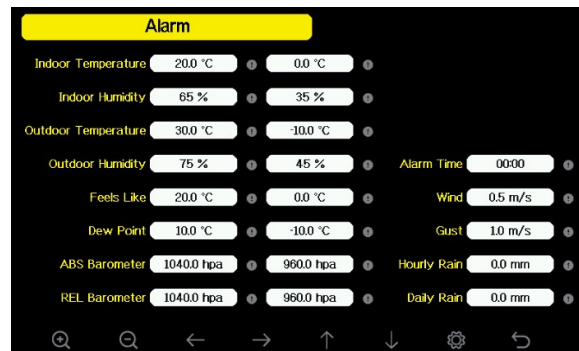 Alarm
Indoor Temperature 20.0 °C 0.0 °C
Indoor Humidity 65 % 35 %
Outdoor Temperature 30.0 °C -10.0 °C
Outdoor Humidity 75 % 45 % Alarm Time 00:00
Feels Like 20.0 °C 0.0 °C Wind 0.5 m/s
Dew Point 10.0 °C -10.0 °C Gust 1.0 m/s
ABS Barometer 1040.0 hpa 960.0 hpa Hourly Rain 0.0 mm
REL Barometer 1040.0 hpa 960.0 hpa Daily Rain 0.0 mm